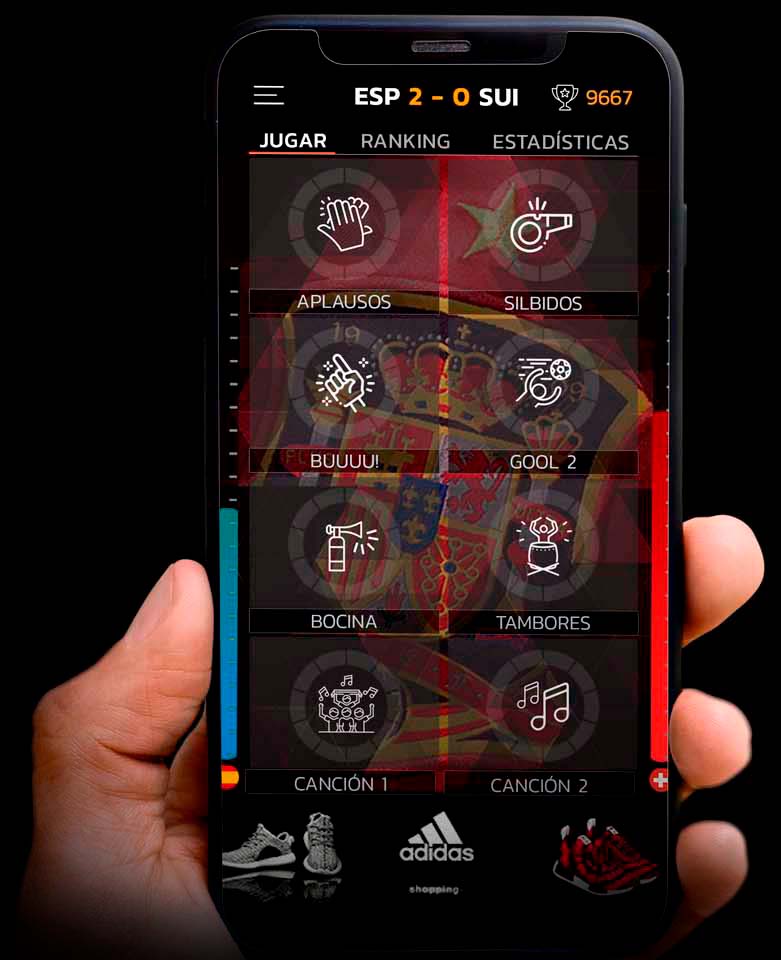 ESP 2 - 0 SUI
9667
JUGAR
RANKING
ESTADÍSTICAS
APLAUSOS
SILBIDOS
19
BUUUU!
GOOL 2
BOCINA
TAMBORES
CANCIÓN 1
CANCIÓN 2
adidas
shopping